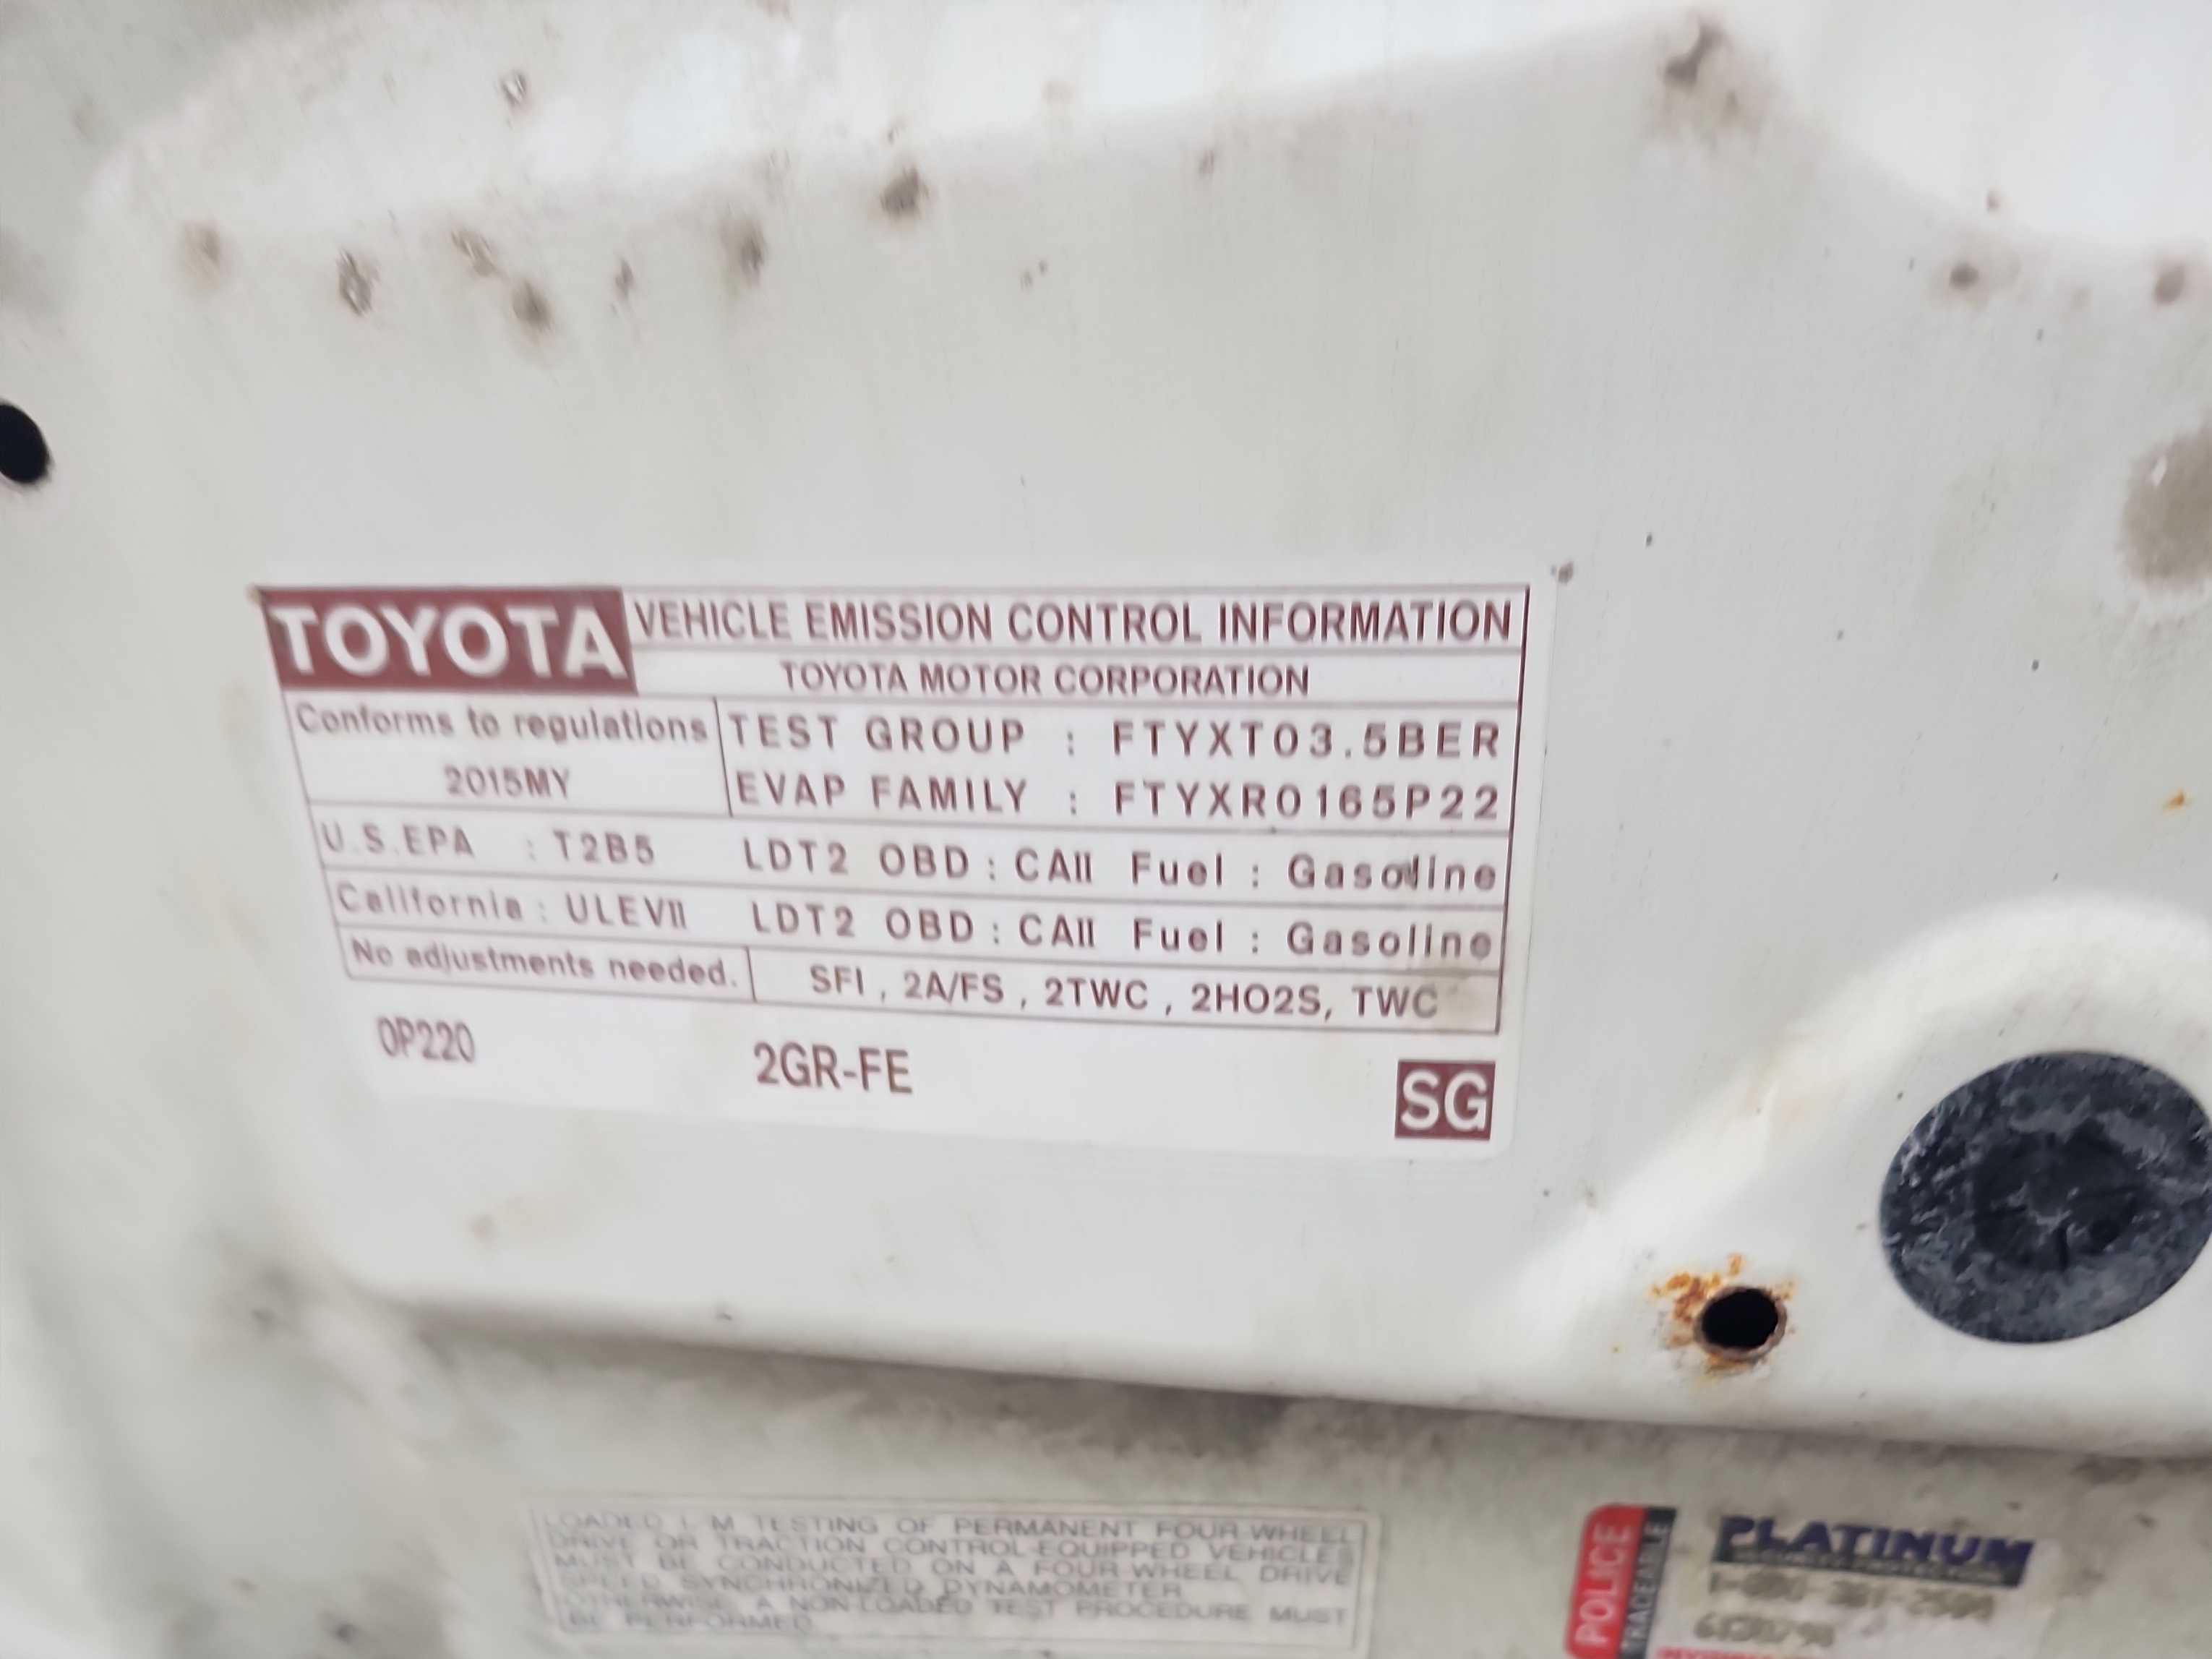 TOYOTA VEHICLE EMISSION CONTROL INFORMATION
TOYOTA MOTOR CORPORATION
Conforms to regulations
2015MY
TEST GROUP : FTYXT03.5BER
EVAP FAMILY : FTYXR0165P22
U.S.EPA : T2B5 LDT2 OBD : CAII Fuel : Gasoline
California : ULEVII LDT2 OBD : CAII Fuel : Gasoline
No adjustments needed. SFI , 2A/FS , 2TWC , 2HO2S, TWC
0P220 2GR-FE SG
LOADED I M TESTING OF PERMANENT FOUR-WHEEL
DRIVE OR TRACTION CONTROL-EQUIPPED VEHICLES
MUST BE CONDUCTED ON A FOUR-WHEEL DRIVE
SPEED SYNCHRONIZED DYNAMOMETER
OTHERWISE A NON-LOADED TEST PROCEDURE MUST
BE PERFORMED
POLICE
TRACEABLE
PLATINUM